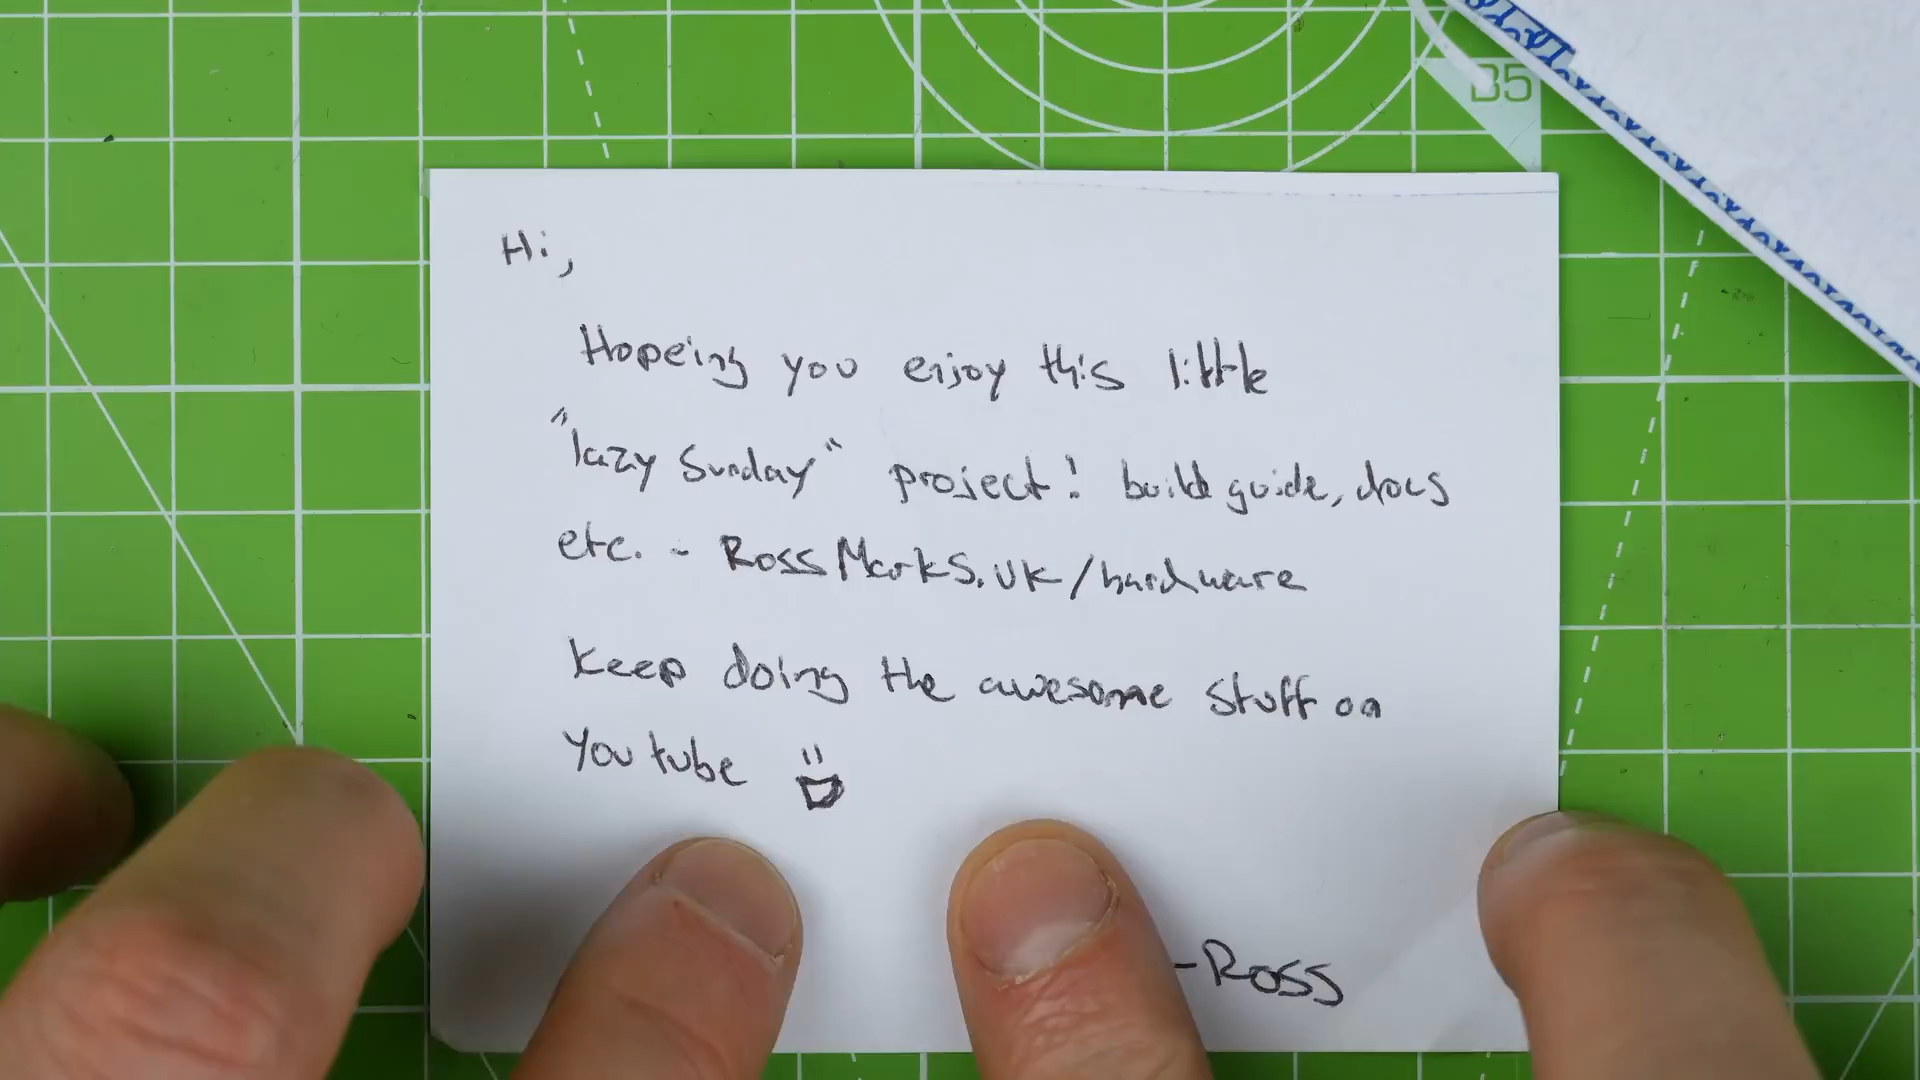 B5
Hi,
Hopeing you enjoy this little
"lazy Sunday" project! build guide, docs
etc. - RossMarkS.UK/hardware
Keep doing the awesome stuff on
YouTube
-Ross